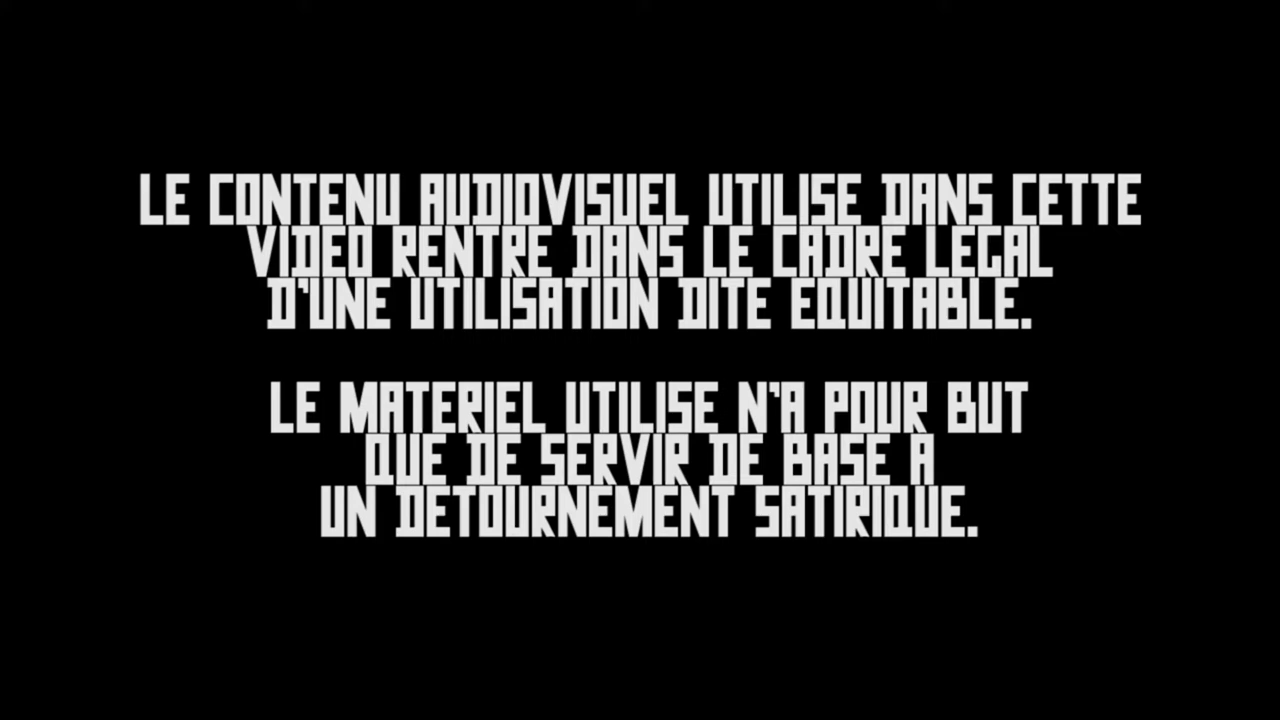 LE CONTENU AUDIOVISUEL UTILISE DANS CETTE
VIDEO RENTRE DANS LE CADRE LEGAL
D'UNE UTILISATION DITE EQUITABLE.
LE MATERIEL UTILISE N'A POUR BUT
QUE DE SERVIR DE BASE A
UN DETOURNEMENT SATIRIQUE.